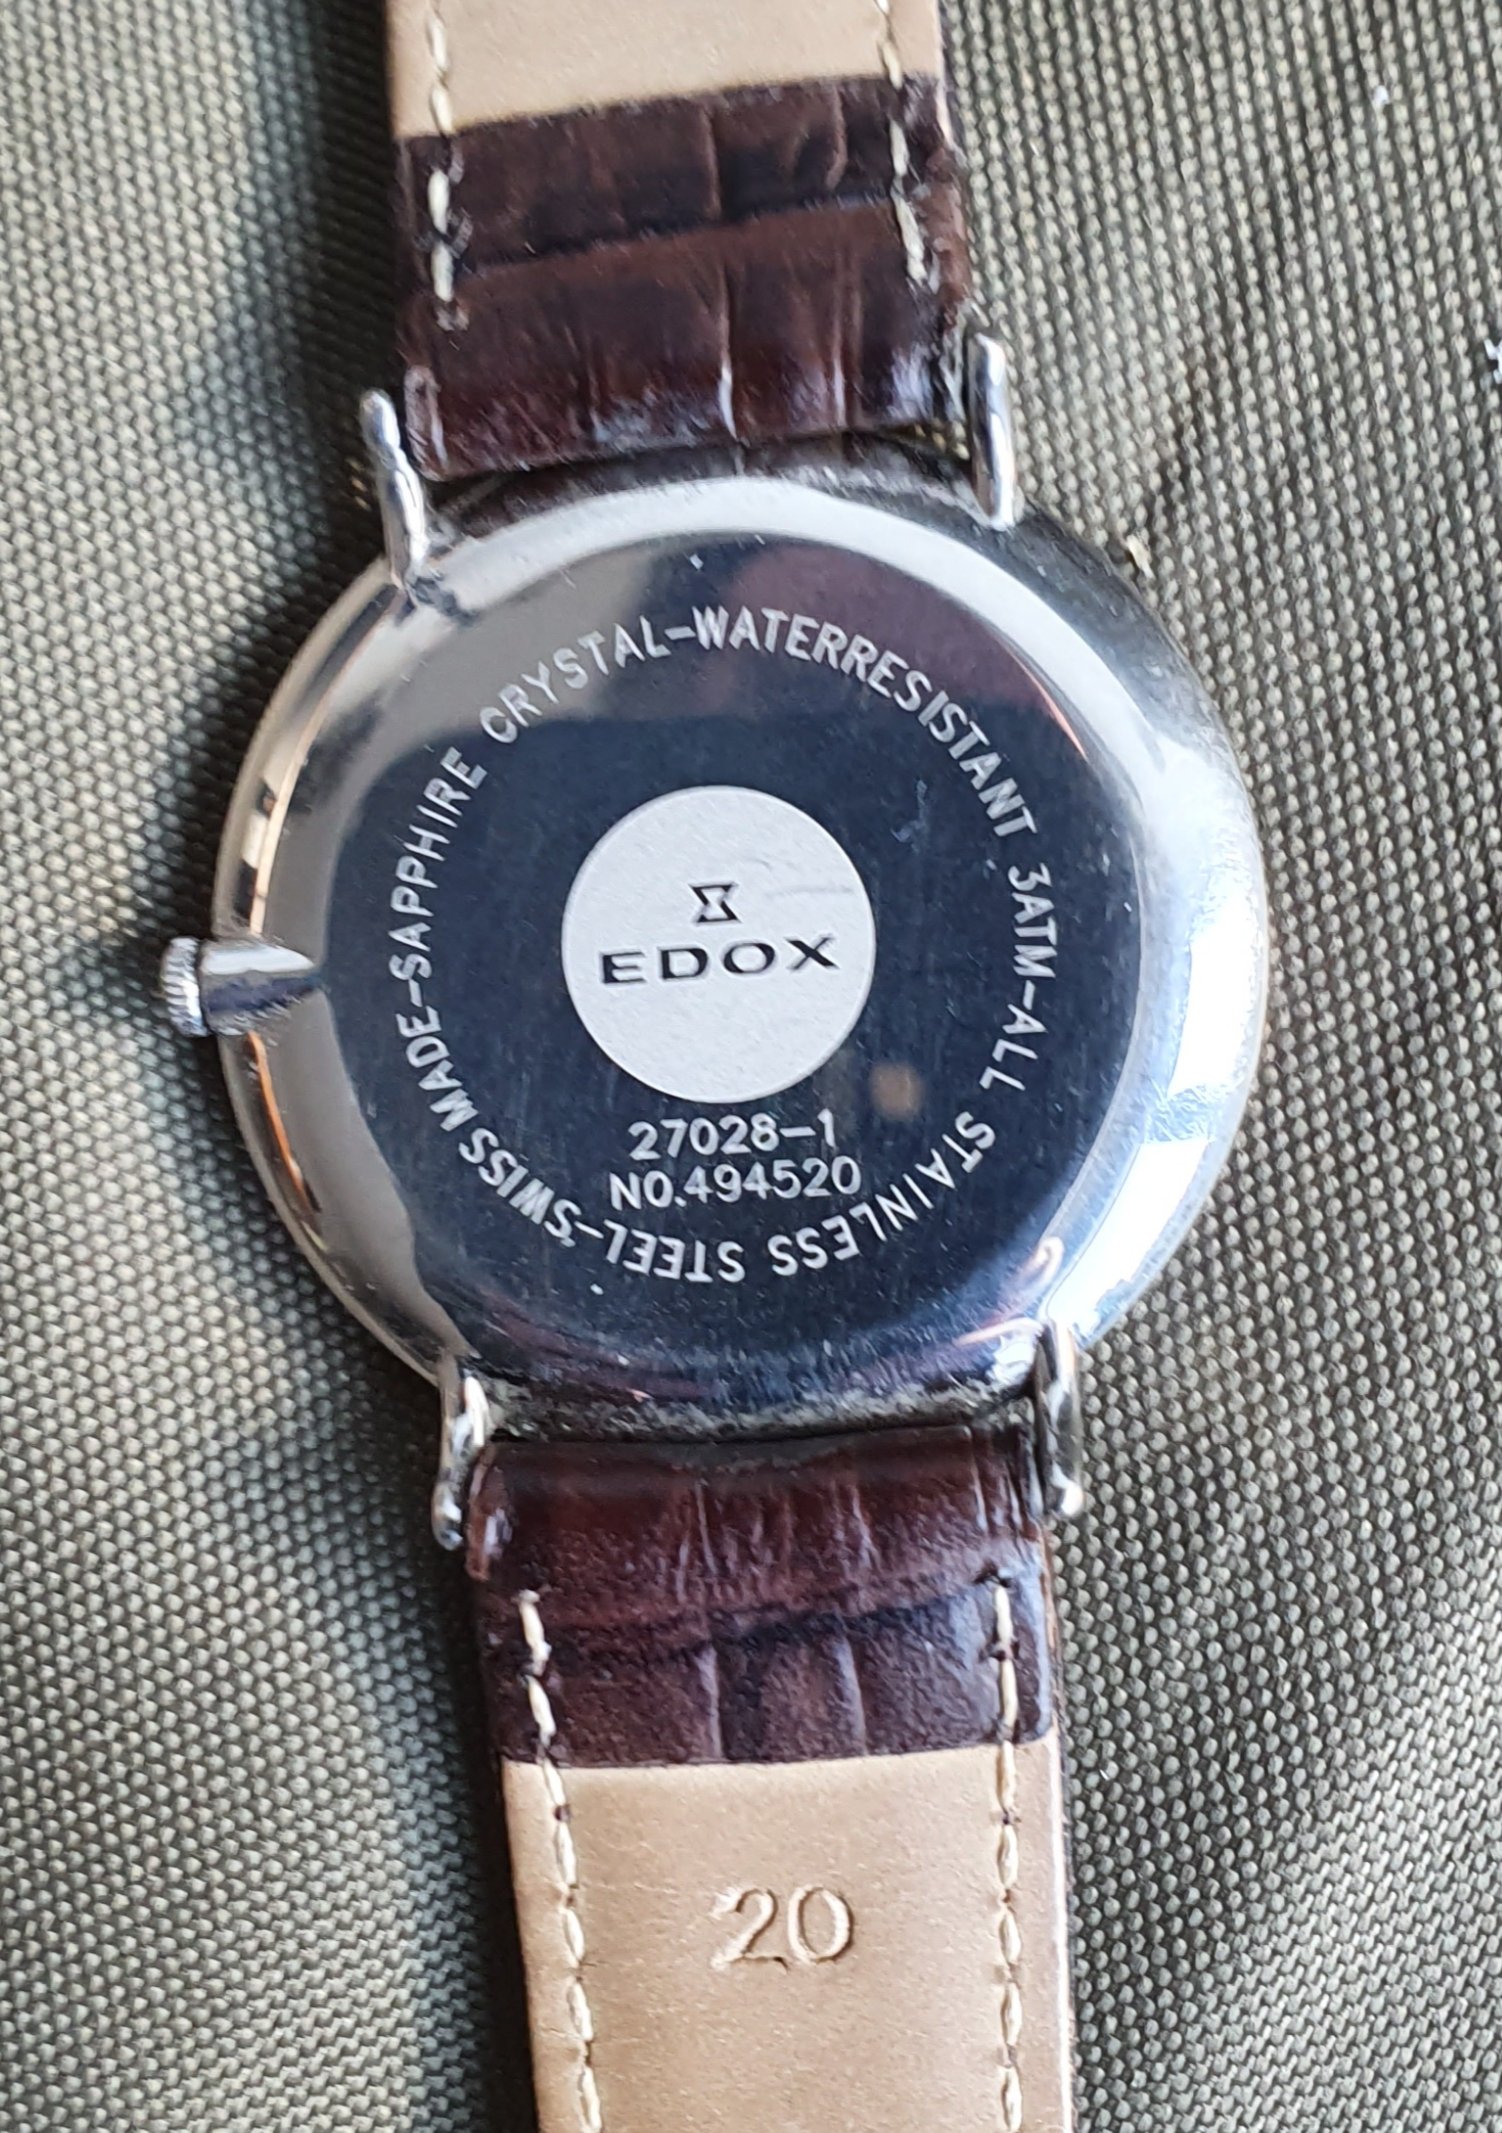 SAPPHIRE CRYSTAL-WATERRESISTANT 3ATM-ALL STAINLESS STEEL-SWISS MADE-
EDOX
27028-1
NO.494520
20